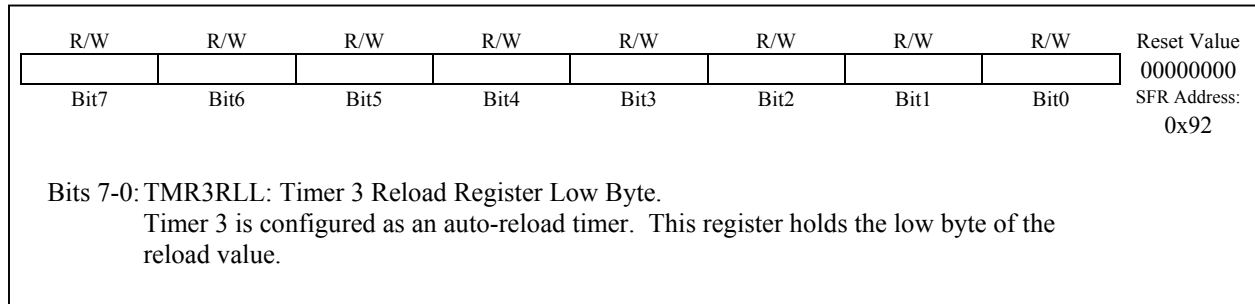 R/W R/W R/W R/W R/W R/W R/W R/W Reset Value
00000000
Bit7 Bit6 Bit5 Bit4 Bit3 Bit2 Bit1 Bit0 SFR Address:
0x92
Bits 7-0: TMR3RLL: Timer 3 Reload Register Low Byte.
Timer 3 is configured as an auto-reload timer. This register holds the low byte of the
reload value.